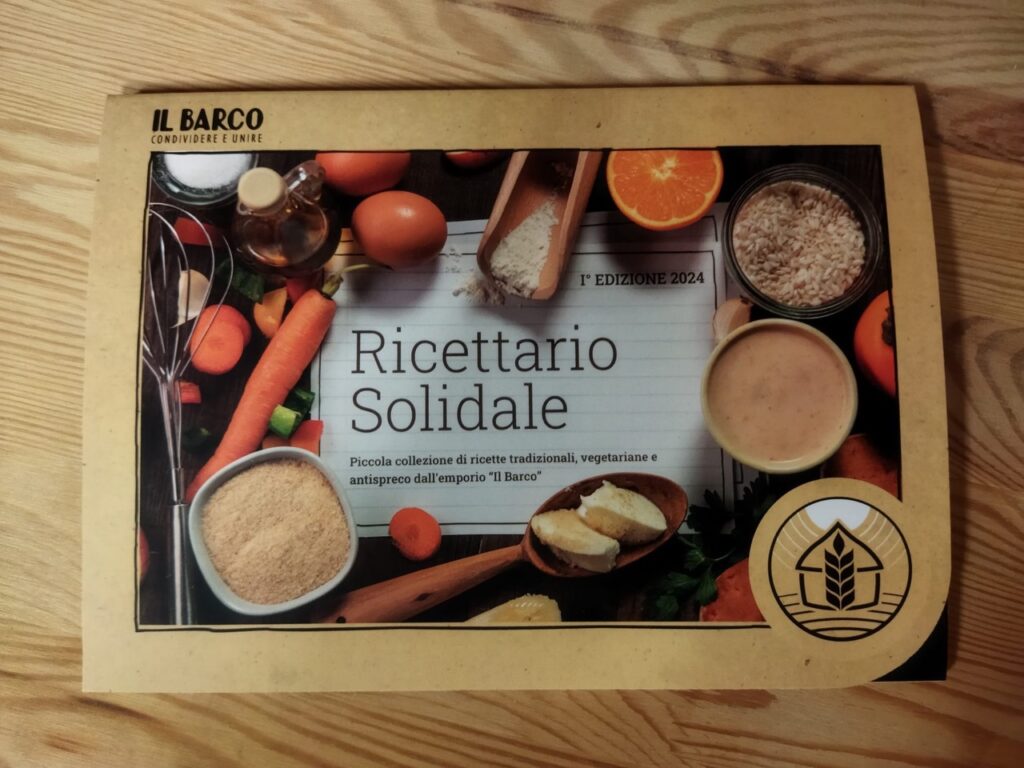 IL BARCO
CONDIVIDERE E UNIRE
I° EDIZIONE 2024
Ricettario
Solidale
Piccola collezione di ricette tradizionali, vegetariane e
antispreco dall'emporio "Il Barco"